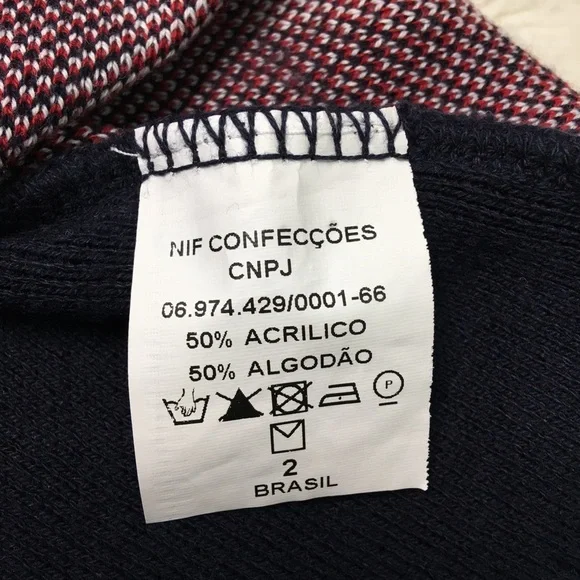 NIF CONFECÇÕES
CNPJ
06.974.429/0001-66
50% ACRILICO
50% ALGODÃO
P
2
BRASIL